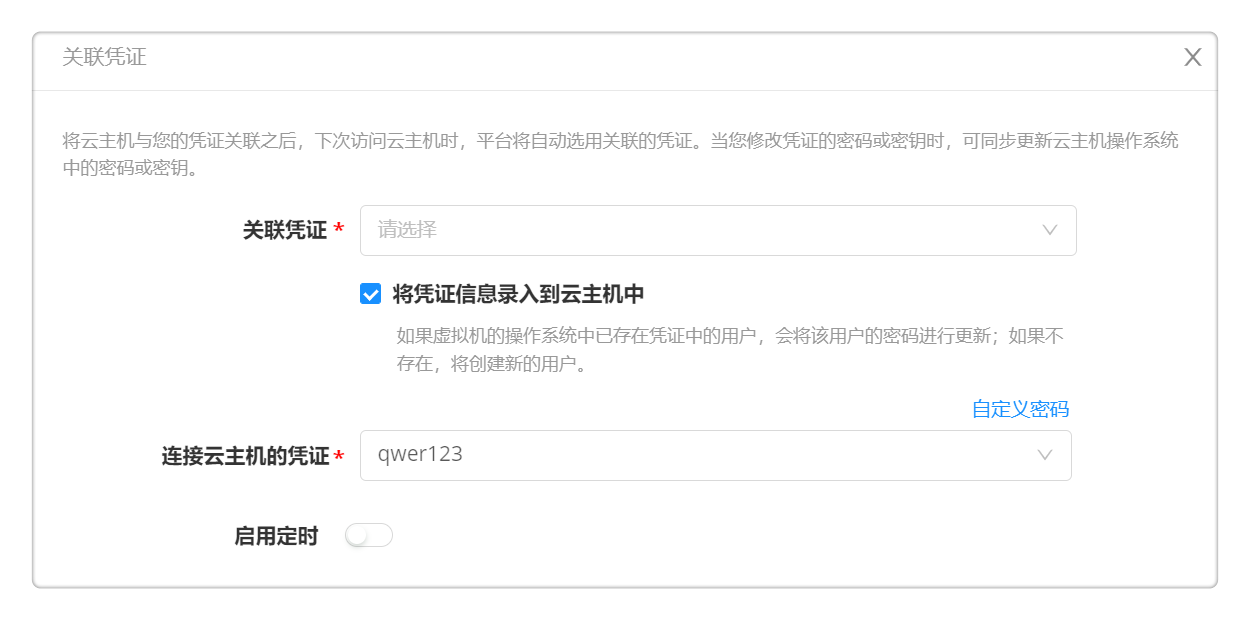 关联凭证
X
将云主机与您的凭证关联之后，下次访问云主机时，平台将自动选用关联的凭证。当您修改凭证的密码或密钥时，可同步更新云主机操作系统
中的密码或密钥。
关联凭证 * 请选择
将凭证信息录入到云主机中
如果虚拟机的操作系统中已存在凭证中的用户，会将该用户的密码进行更新；如果不
存在，将创建新的用户。
自定义密码
连接云主机的凭证* qwer123
启用定时